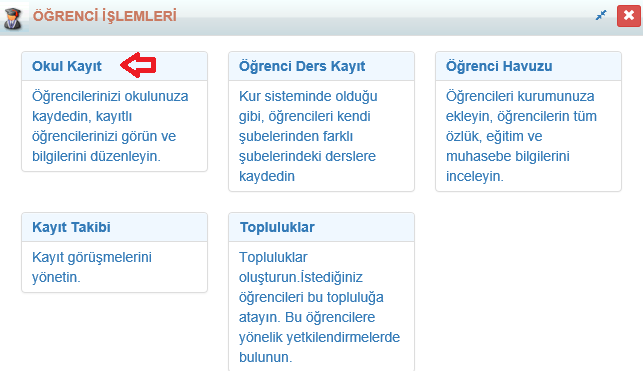 ÖĞRENCİ İŞLEMLERİ
Okul Kayıt
Öğrencilerinizi okulunuza
kaydedin, kayıtlı
öğrencilerinizi görün ve
bilgilerini düzenleyin.
Öğrenci Ders Kayıt
Kur sisteminde olduğu
gibi, öğrencileri kendi
şubelerinden farklı
şubelerindeki derslere
kaydedin
Öğrenci Havuzu
Öğrencileri kurumunuza
ekleyin, öğrencilerin tüm
özlük, eğitim ve
muhasebe bilgilerini
inceleyin.
Kayıt Takibi
Kayıt görüşmelerini
yönetin.
Topluluklar
Topluluklar
oluşturun.İstediğiniz
öğrencileri bu topluluğa
atayın. Bu öğrencilere
yönelik yetkilendirmelerde
bulunun.